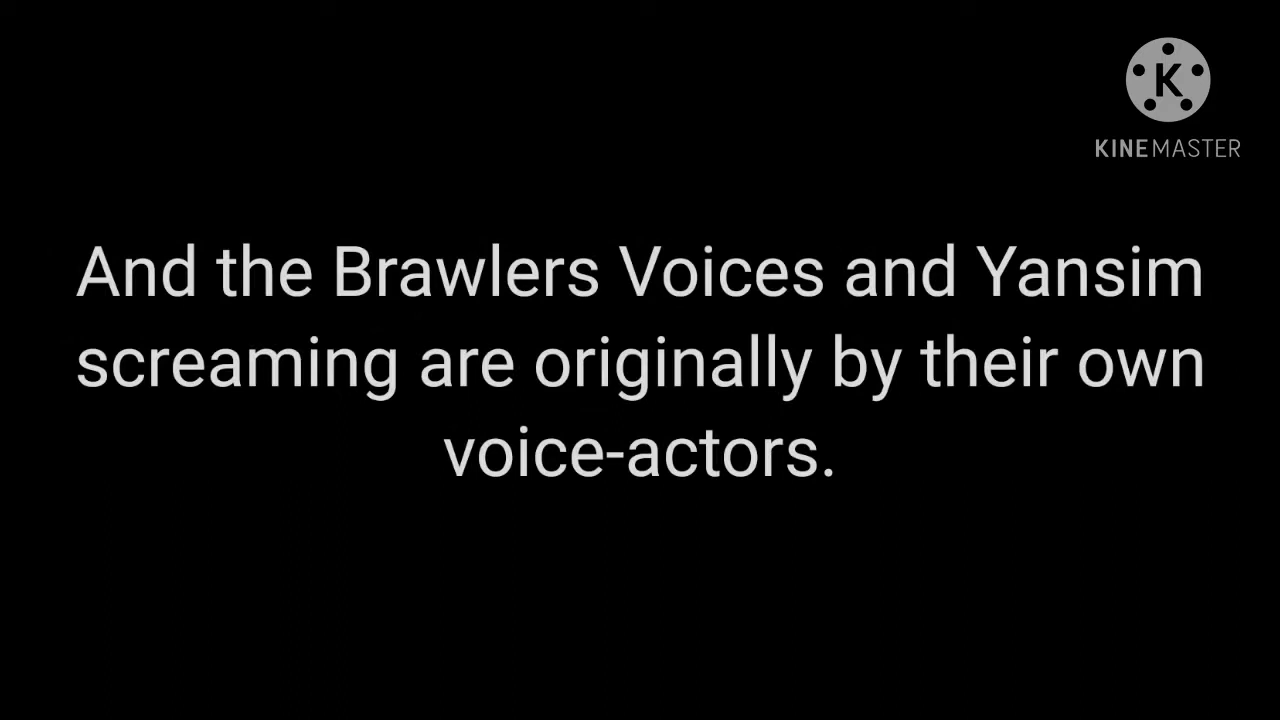 K
KINEMASTER
And the Brawlers Voices and Yansim
screaming are originally by their own
voice-actors.